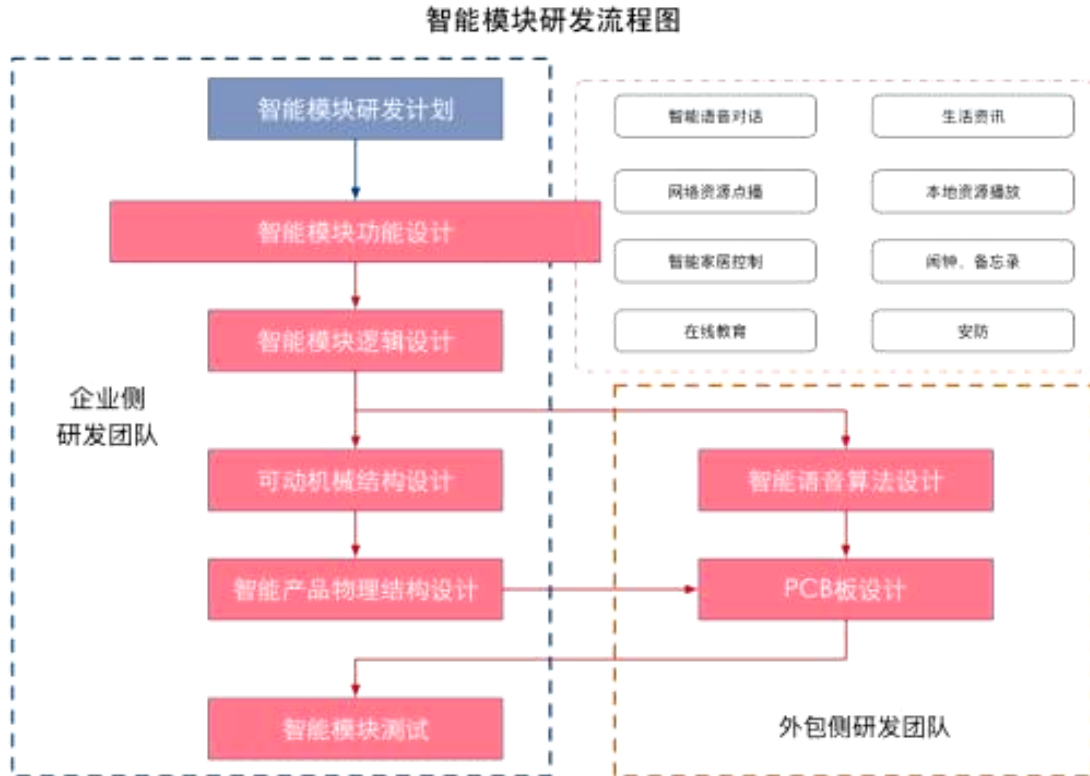 智能模块研发流程图
智能模块研发计划
智能模块功能设计
智能模块逻辑设计
企业侧
研发团队
可动机械结构设计
智能产品物理结构设计
智能模块测试
智能语音对话
生活资讯
网络资源点播
本地资源播放
智能家居控制
闹钟、备忘录
在线教育
安防
智能语音算法设计
PCB板设计
外包侧研发团队